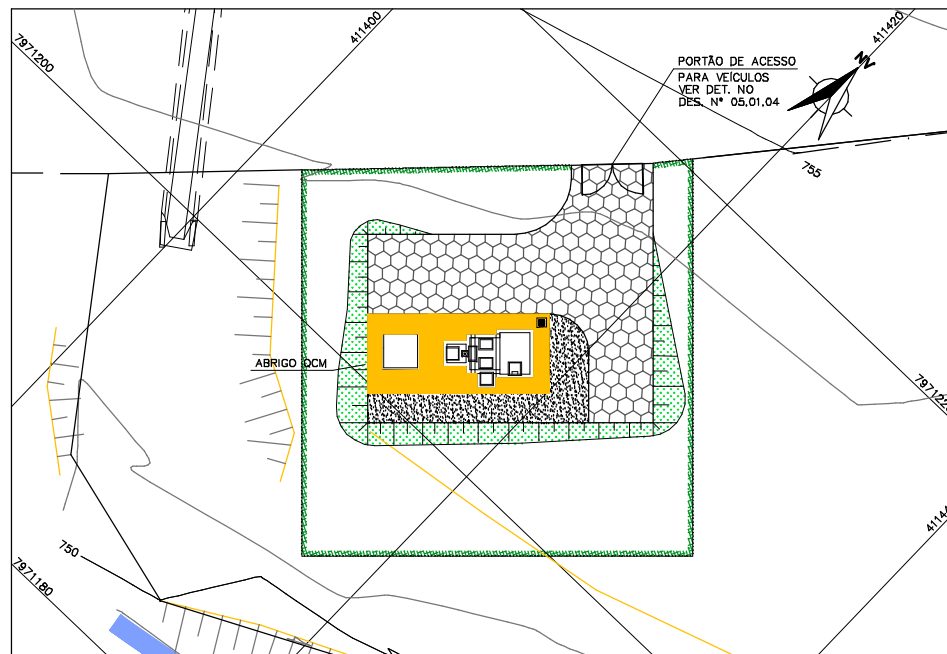 7971200
411400
411420
PORTÃO DE ACESSO
PARA VEÍCULOS
VER DET. NO
DES. Nº 05.01.04
NV
755
ABRIGO QCM
750
7971180